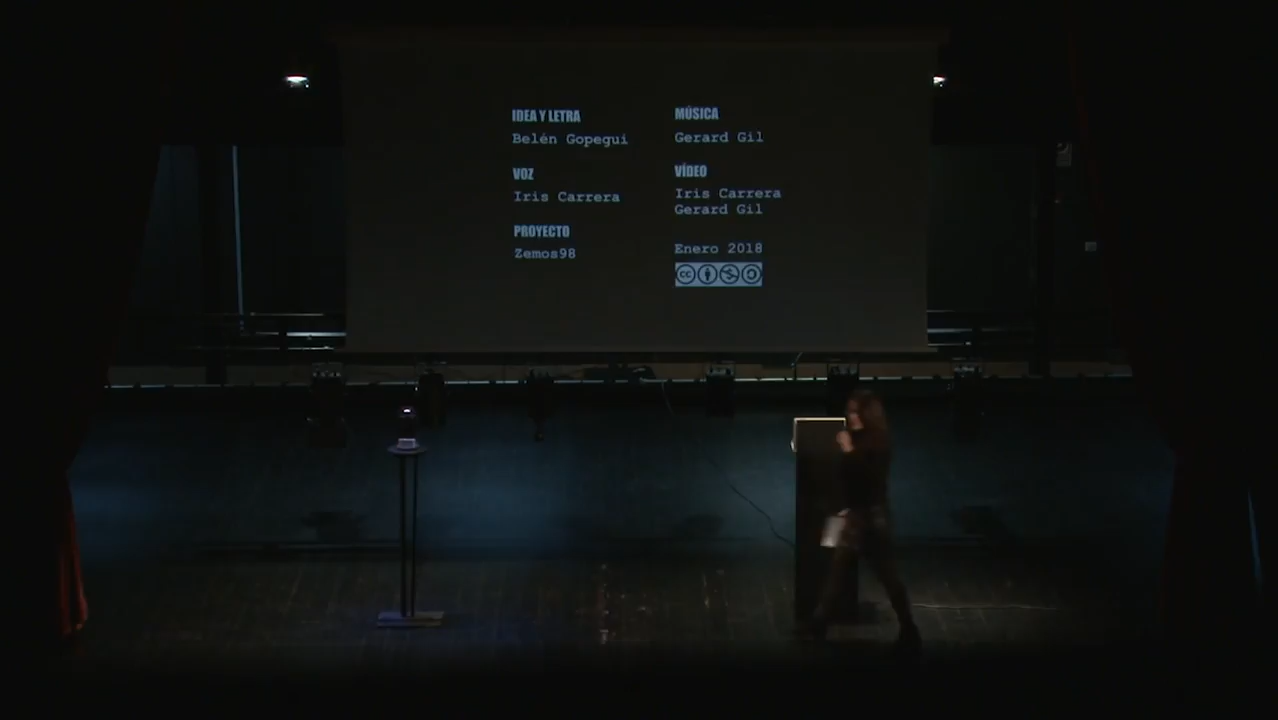 IDEA Y LETRA
Belén Gopegui
VOZ
Iris Carrera
PROYECTO
Zemos98
MÚSICA
Gerard Gil
VÍDEO
Iris Carrera
Gerard Gil
Enero 2018
cc